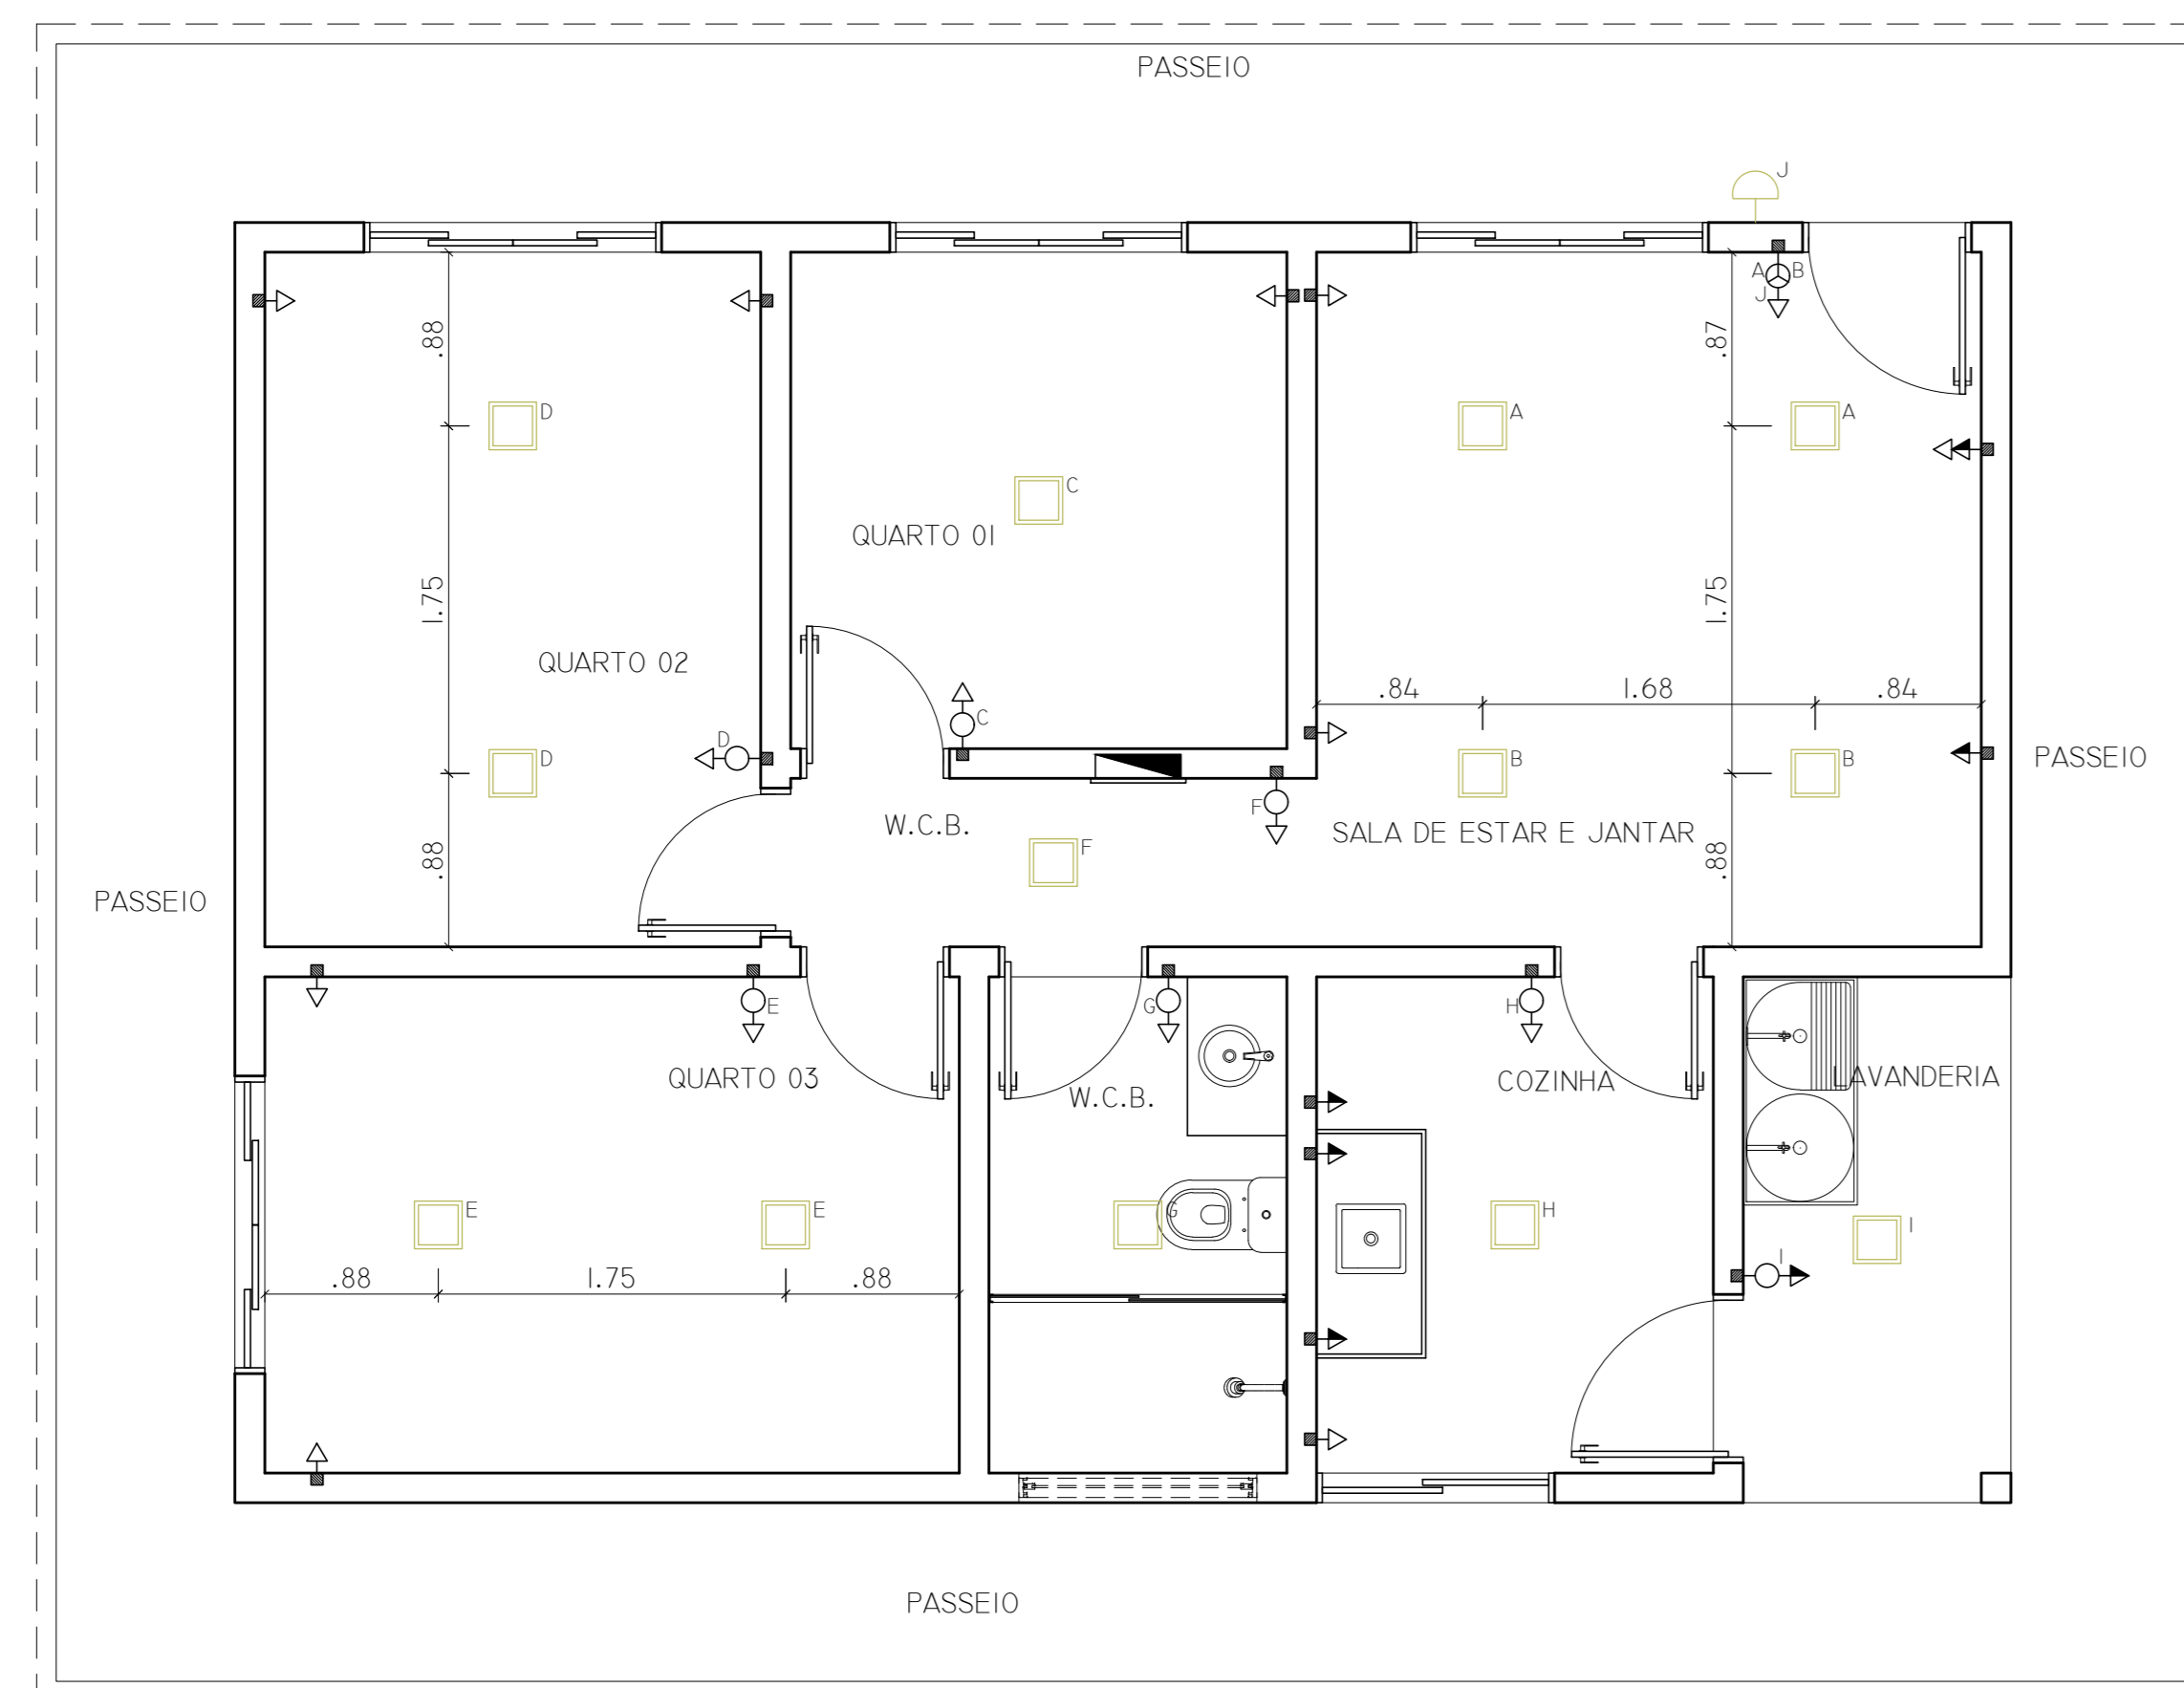 PASSEIO
J
A B
J
.88
.87
D
A
A
C
QUARTO 01
1.75
1.75
QUARTO 02
.84
1.68
.84
C
D
D
B
B
PASSEIO
F
W.C.B.
SALA DE ESTAR E JANTAR
F
.88
.88
PASSEIO
E
G
H
QUARTO 03
W.C.B.
COZINHA
LAVANDERIA
E
E
G
H
I
I
.88
1.75
.88
PASSEIO